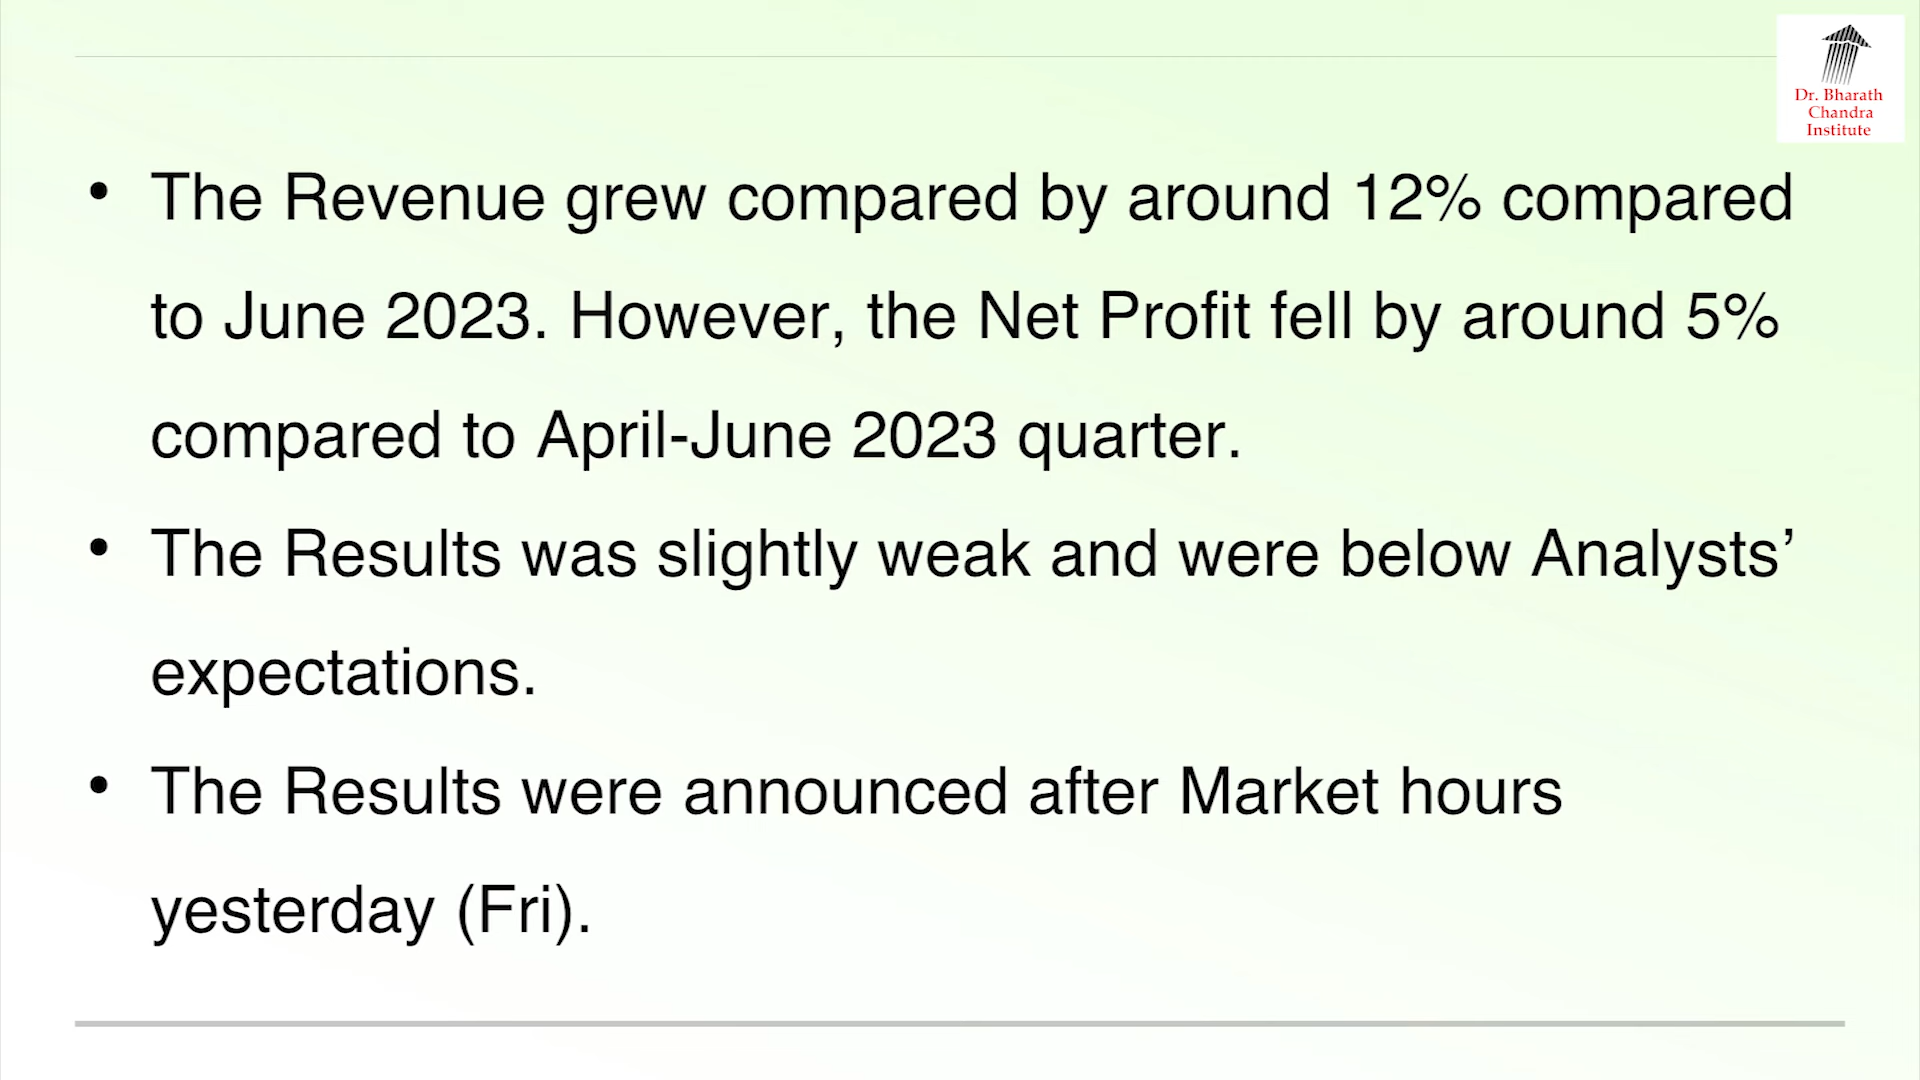 Dr. Bharath
Chandra
Institute
• The Revenue grew compared by around 12% compared
to June 2023. However, the Net Profit fell by around 5%
compared to April-June 2023 quarter.
• The Results was slightly weak and were below Analysts’
expectations.
• The Results were announced after Market hours
yesterday (Fri).